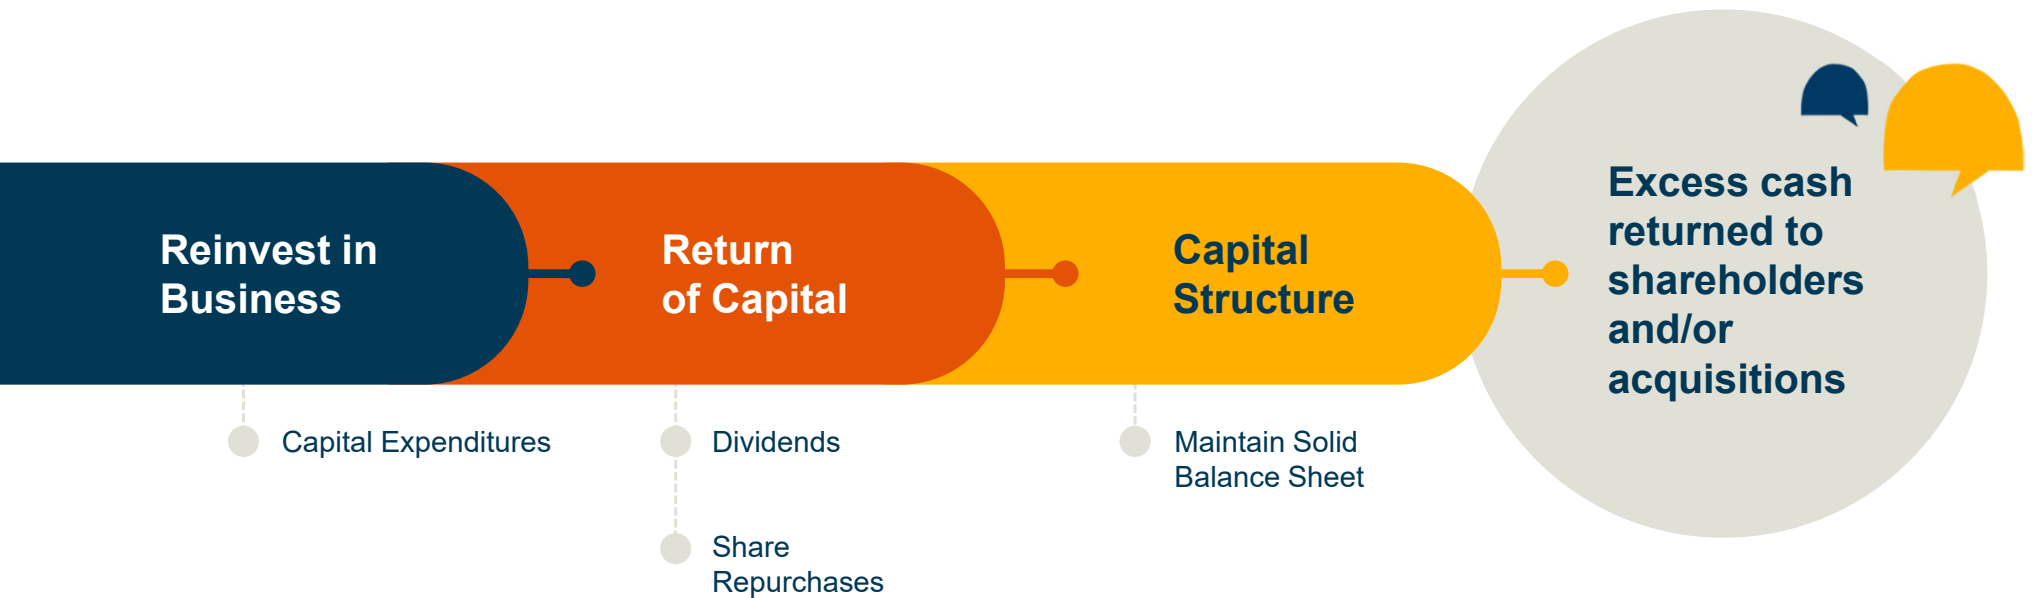 Reinvest in
Business
Return
of Capital
Capital
Structure
Excess cash
returned to
shareholders
and/or
acquisitions
Capital Expenditures
Dividends
Share
Repurchases
Maintain Solid
Balance Sheet